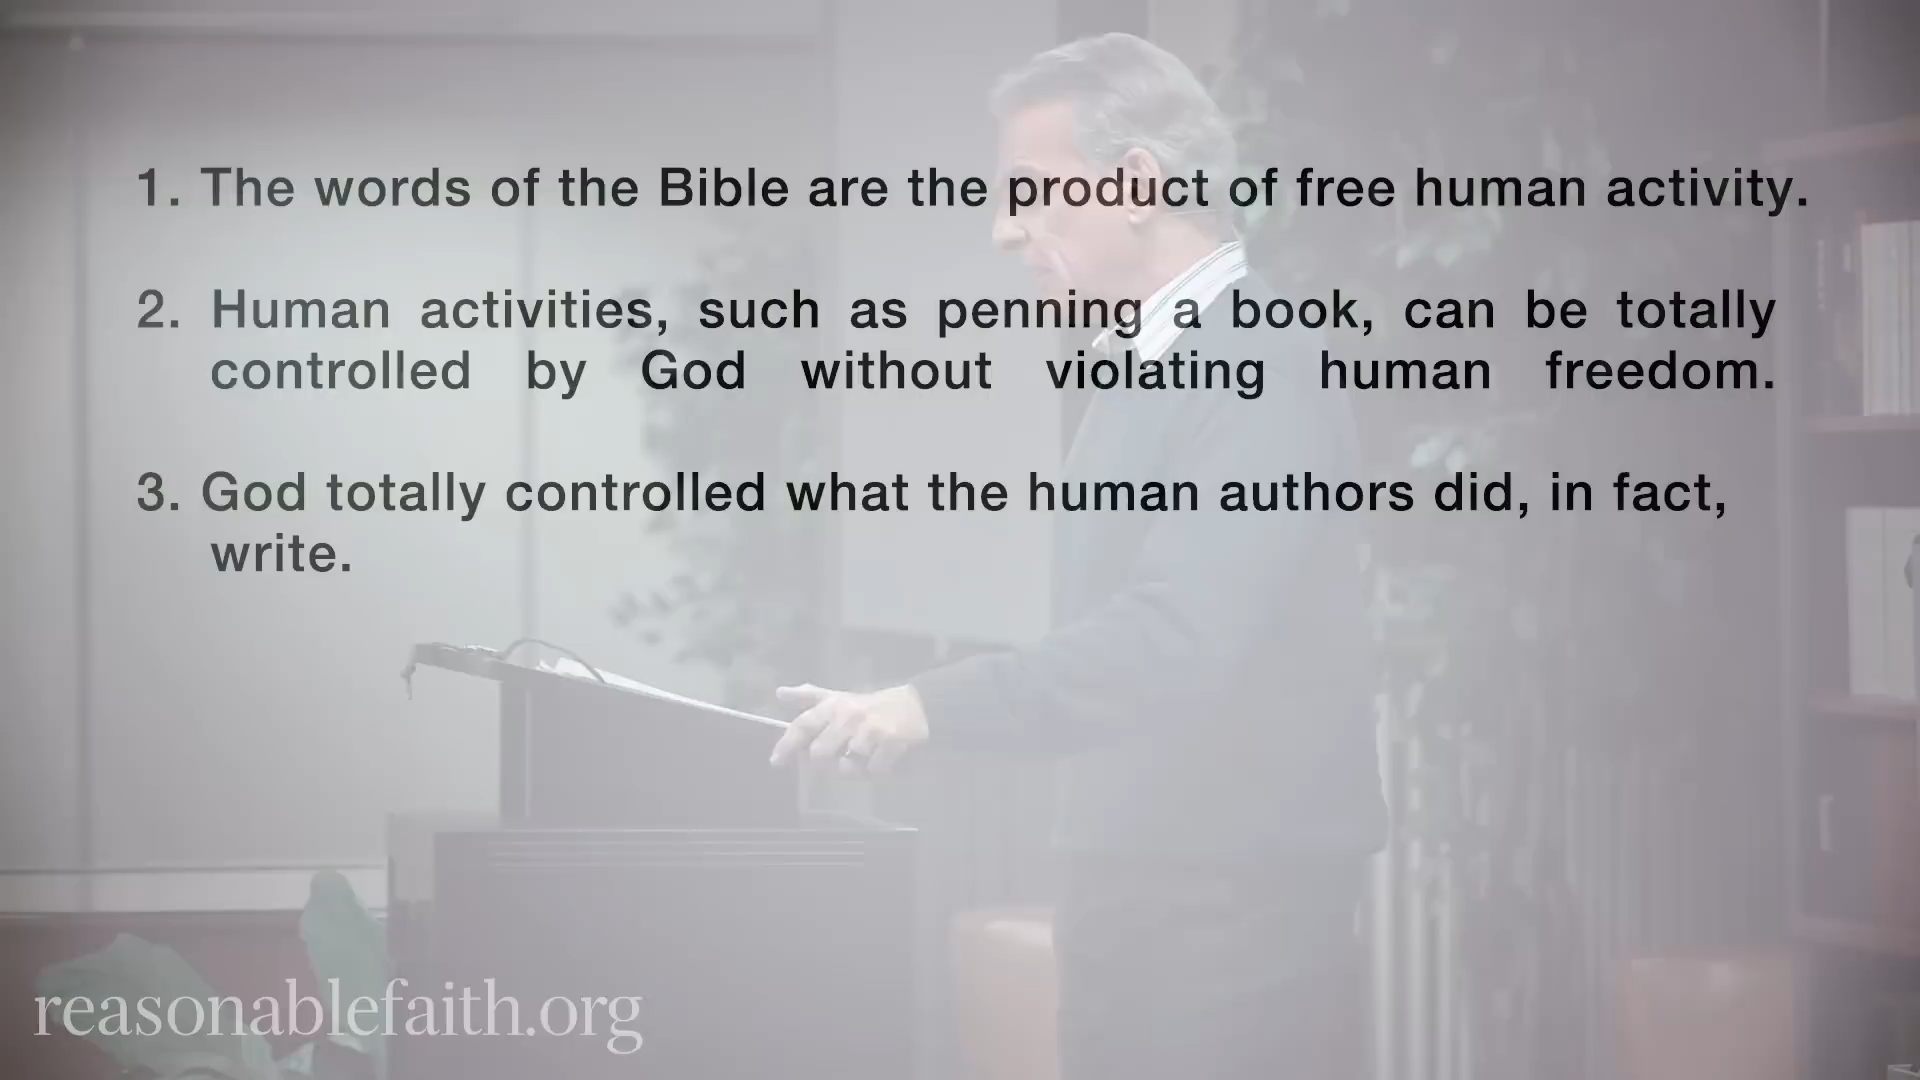 1. The words of the Bible are the product of free human activity.
2. Human activities, such as penning a book, can be totally
controlled by God without violating human freedom.
3. God totally controlled what the human authors did, in fact,
write.
reasonablefaith.org